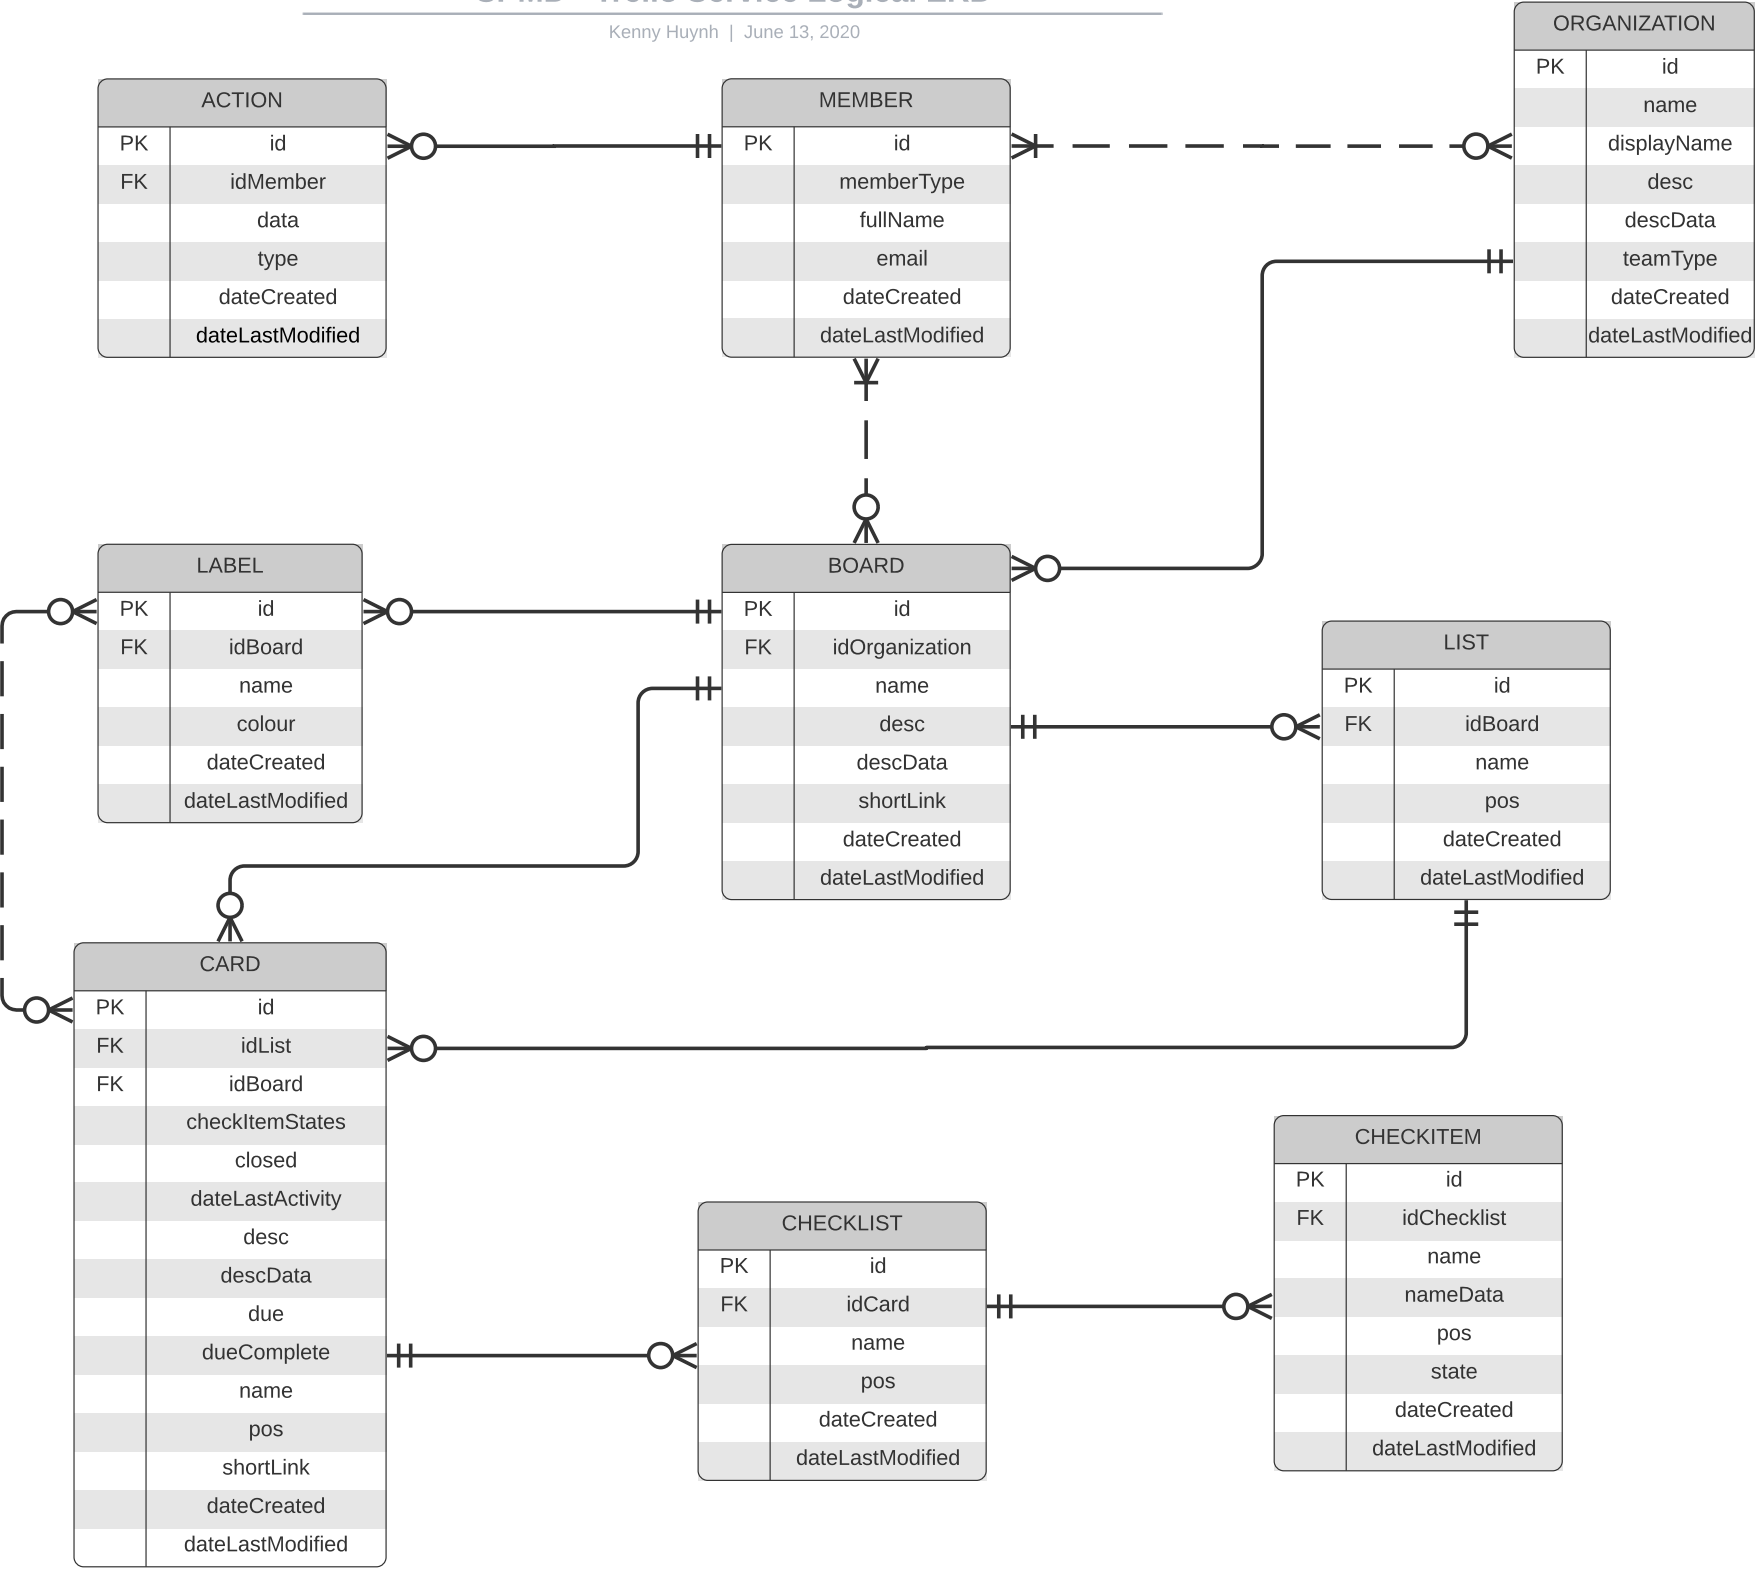 Kenny Huynh | June 13, 2020
ORGANIZATION
PK id
name
displayName
desc
descData
teamType
dateCreated
dateLastModified
ACTION
PK id
FK idMember
data
type
dateCreated
dateLastModified
MEMBER
PK id
memberType
fullName
email
dateCreated
dateLastModified
LABEL
PK id
FK idBoard
name
colour
dateCreated
dateLastModified
BOARD
PK id
FK idOrganization
name
desc
descData
shortLink
dateCreated
dateLastModified
LIST
PK id
FK idBoard
name
pos
dateCreated
dateLastModified
CARD
PK id
FK idList
FK idBoard
checkItemStates
closed
dateLastActivity
desc
descData
due
dueComplete
name
pos
shortLink
dateCreated
dateLastModified
CHECKLIST
PK id
FK idCard
name
pos
dateCreated
dateLastModified
CHECKITEM
PK id
FK idChecklist
name
nameData
pos
state
dateCreated
dateLastModified